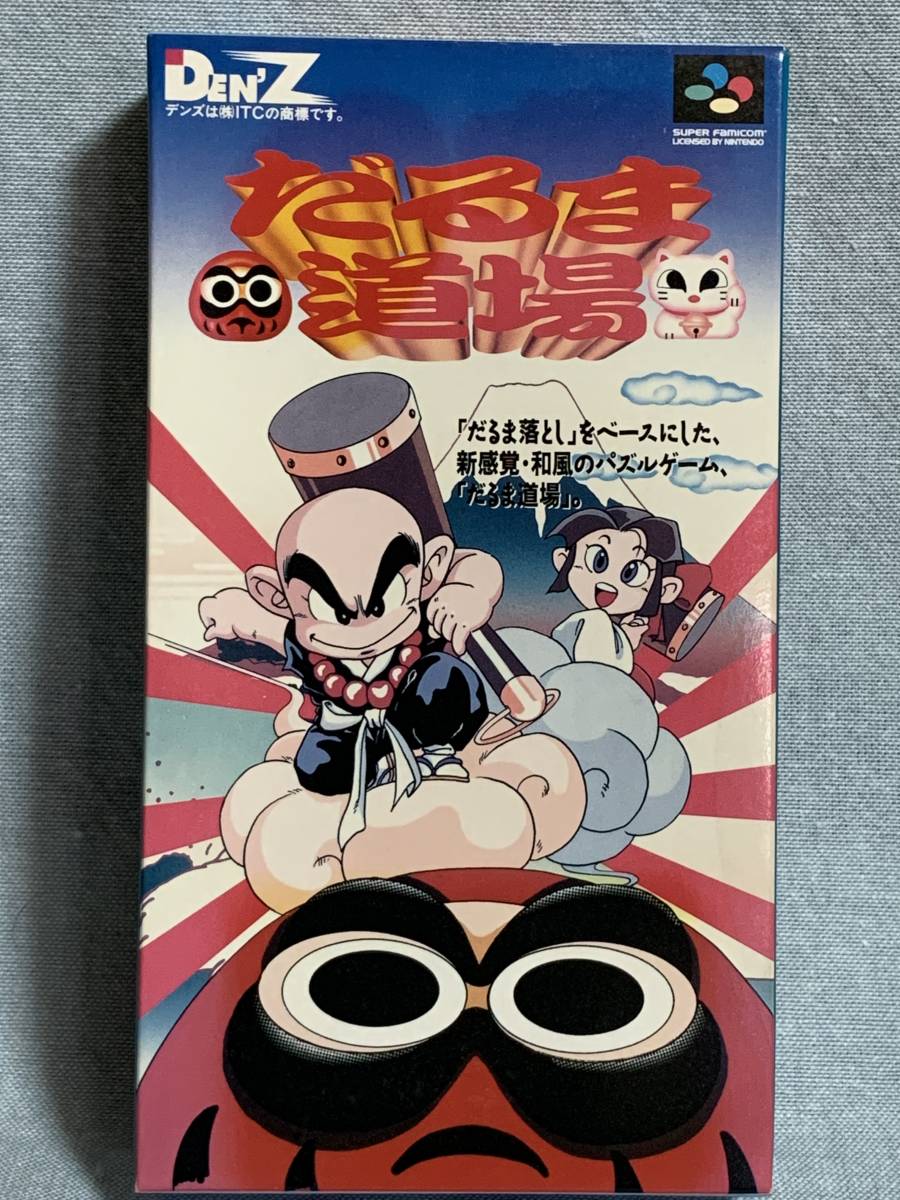 DEN'Z
デンズは㈱ITCの商標です。
SUPER FAMICOM
LICENSED BY NINTENDO
だるま
道場
「だるま落とし」をベースにした、
新感覚・和風のパズルゲーム、
「だるま道場」。